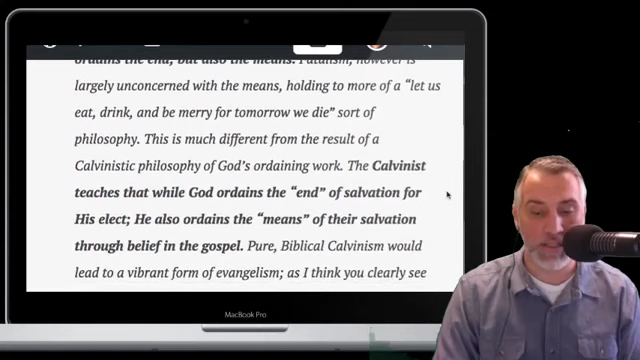 ordains the end, but also the means. Fatalism, however is
largely unconcerned with the means, holding to more of a “let us
eat, drink, and be merry for tomorrow we die” sort of
philosophy. This is much different from the result of a
Calvinistic philosophy of God’s ordaining work. The Calvinist
teaches that while God ordains the “end” of salvation for
His elect; He also ordains the “means” of their salvation
through belief in the gospel. Pure, Biblical Calvinism would
lead to a vibrant form of evangelism; as I think you clearly see
MacBook Pro